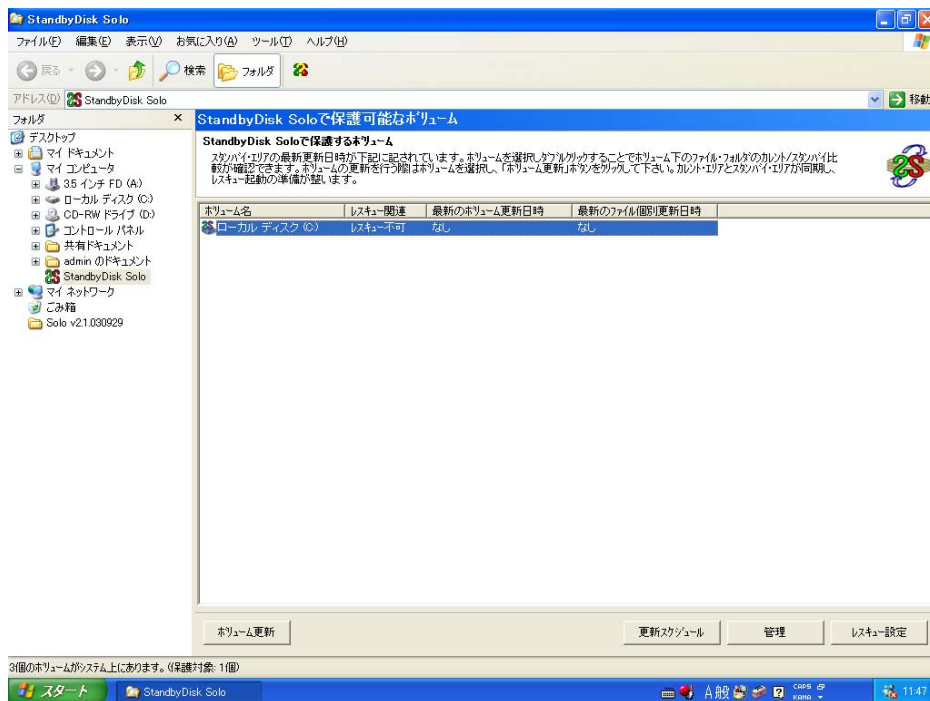 StandbyDisk Solo
ファイル(F) 編集(E) 表示(V) お気に入り(A) ツール(T) ヘルプ(H)
戻る 検索 フォルダ
アドレス(D) StandbyDisk Solo 移動
フォルダ ×
デスクトップ
マイ ドキュメント
マイ コンピュータ
3.5 インチ FD (A:)
ローカル ディスク (C:)
CD-RW ドライブ (D:)
コントロール パネル
共有ドキュメント
admin のドキュメント
StandbyDisk Solo
マイ ネットワーク
ごみ箱
Solo v2.1.030929
StandbyDisk Soloで保護可能なボリューム
StandbyDisk Soloで保護するボリューム
スタンバイ・エリアの最新更新日時が下記に記されています。ボリュームを選択しダブルクリックすることでボリューム下のファイル・フォルダのカレント/スタンバイ比
較が確認できます。ボリュームの更新を行う際はボリュームを選択し、「ボリューム更新」ボタンをクリックして下さい。カレント・エリアとスタンバイ・エリアが同期し、
レスキュー起動の準備が整います。
ボリューム名 レスキュー関連 最新のボリューム更新日時 最新のファイル個別更新日時
ローカル ディスク (C:) レスキュー不可 なし なし
ボリューム更新 更新スケジュール 管理 レスキュー設定
3個のボリュームがシステム上にあります。(保護対象: 1個)
スタート StandbyDisk Solo A 般 CAPS KANA 11:47